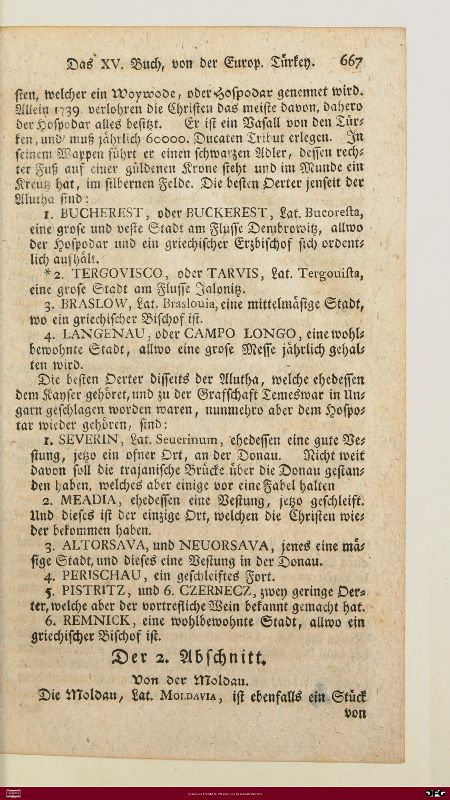 Das XV. Buch, von der Europ. Türkey. 667
sten, welcher ein Woywode, oder Hospodar genennet wird.
Allein 1739. verlohren die Christen das meiste davon, dahero
der Hospodar alles besitzt. Er ist ein Vasall von den Tür-
ken, und muß jährlich 60000. Ducaten Tribut erlegen. In
seinem Wappen führt er einen schwarzen Adler, dessen rech-
ter Fuß auf einer güldenen Krone steht und im Munde ein
Kreutz hat, im silbernen Felde. Die besten Oerter jenseit der
Alutha sind:
1. BUCHEREST, oder BUCKEREST, Lat. Bucoresta,
eine grose und veste Stadt am Flusse Dembrowitz, allwo
der Hospodar und ein griechischer Erzbischof sich ordent-
lich aufhält.
*2. TERGOVISCO, oder TARVIS, Lat. Tergouista,
eine grose Stadt am Flusse Jalonitz.
3. BRASLOW, Lat. Braslouia, eine mittelmäsige Stadt,
wo ein griechischer Bischof ist.
4. LANGENAU, oder CAMPO LONGO, eine wohl-
bewohnte Stadt, allwo eine grose Messe jährlich gehal-
ten wird.
Die besten Oerter disseits der Alutha, welche ehedessen
dem Kayser gehöret, und zu der Grafschaft Temeswar in Un-
garn geschlagen worden waren, nunmehro aber dem Hospo-
tar wieder gehören, sind:
1. SEVERIN, Lat. Seuerinum, ehedessen eine gute Ve-
stung, jetzo ein ofner Ort, an der Donau. Nicht weit
davon soll die trajanische Brücke über die Donau gestan-
den haben, welches aber einige vor eine Fabel halten
2. MEADIA, ehedessen eine Vestung, jetzo geschleift.
Und dieses ist der einzige Ort, welchen die Christen wie-
der bekommen haben.
3. ALTORSAVA, und NEUORSAVA, jenes eine mä-
sige Stadt, und dieses eine Vestung in der Donau.
4. PERISCHAU, ein geschleiftes Fort.
5. PISTRITZ, und 6. CZERNECZ, zwey geringe Oer-
ter, welche aber der vortrefliche Wein bekannt gemacht hat.
6. REMNICK, eine wohlbewohnte Stadt, allwo ein
griechischer Bischof ist.
Der 2. Abschnitt.
Von der Moldau.
Die Moldau, Lat. MOLDAVIA, ist ebenfalls ein Stück
von
DFG